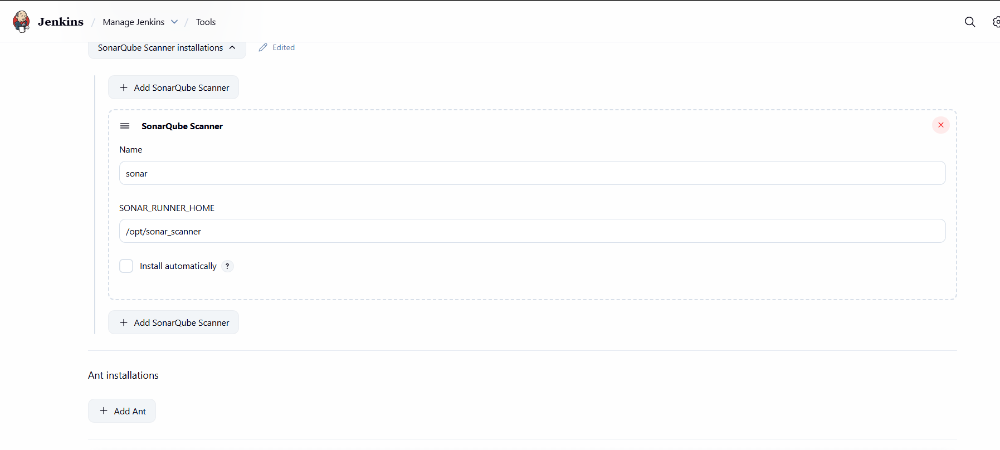 Jenkins / Manage Jenkins / Tools
SonarQube Scanner installations Edited
+ Add SonarQube Scanner
SonarQube Scanner
Name
sonar
SONAR_RUNNER_HOME
/opt/sonar_scanner
Install automatically ?
+ Add SonarQube Scanner
Ant installations
+ Add Ant